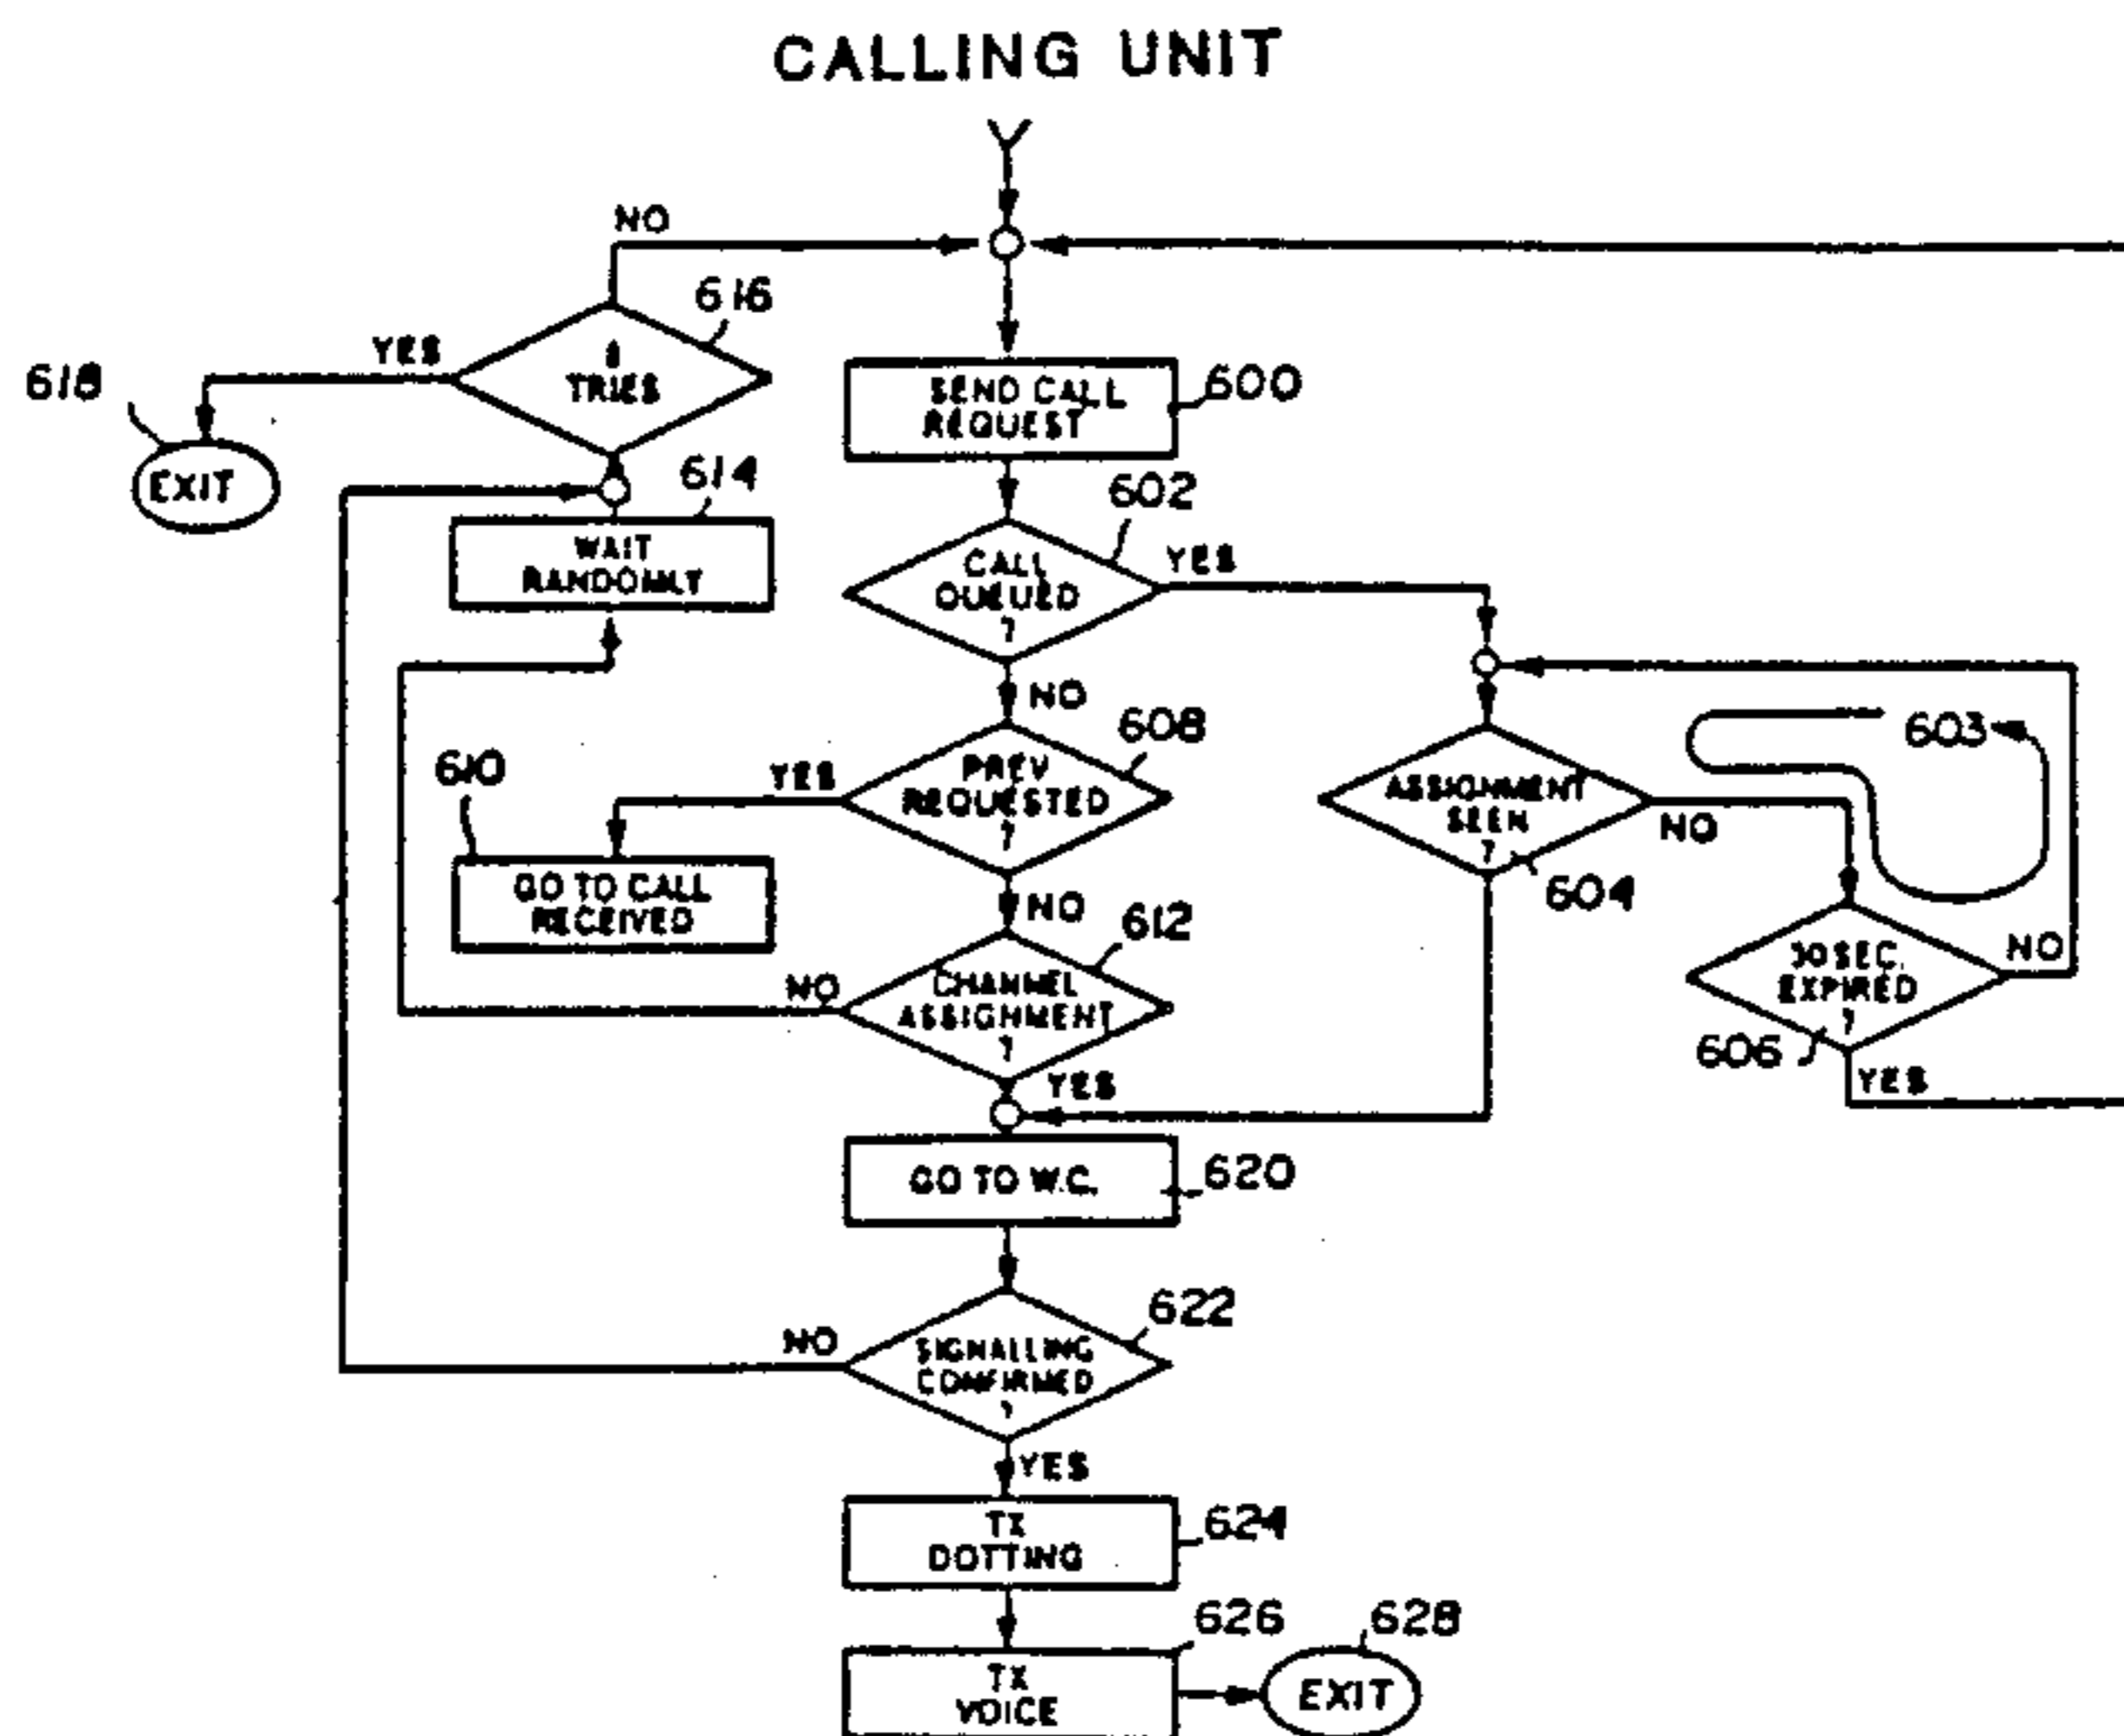 CALLING UNIT
NO
616
YES
8
TRIES
618
EXIT
SEND CALL
REQUEST
600
614
WAIT
RANDOMLY
602
CALL
QUEUED
?
YES
NO
608
610
YES
PREV
REQUESTED
?
603
ASSIGNMENT
SEEN
?
NO
604
GO TO CALL
RECEIVED
NO
612
NO
CHANNEL
ASSIGNMENT
?
YES
30 SEC.
EXPIRED
?
NO
606
YES
GO TO W.C.
620
622
NO
SIGNALLING
CONFIRMED
?
YES
TX
DOTTING
624
626
628
TX
VOICE
EXIT